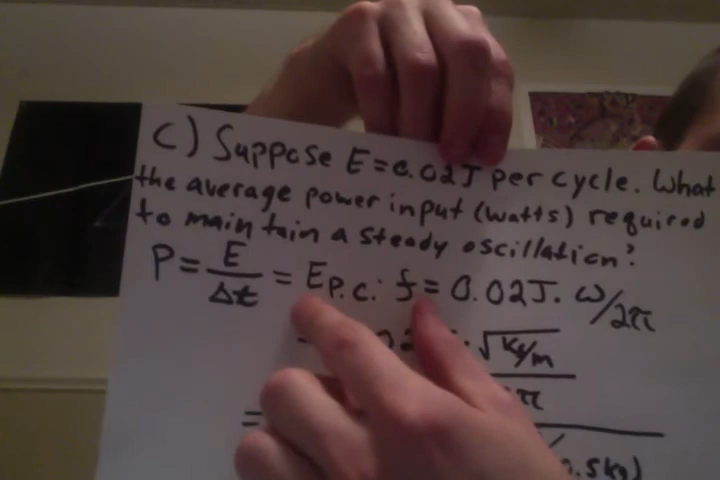 C) Suppose E=0.02J per cycle. What
the average power input (watts) required
to maintain a steady oscillation?
P = E/Δt = E P.C. · f = 0.02J · ω/2π
√Ks/m
=